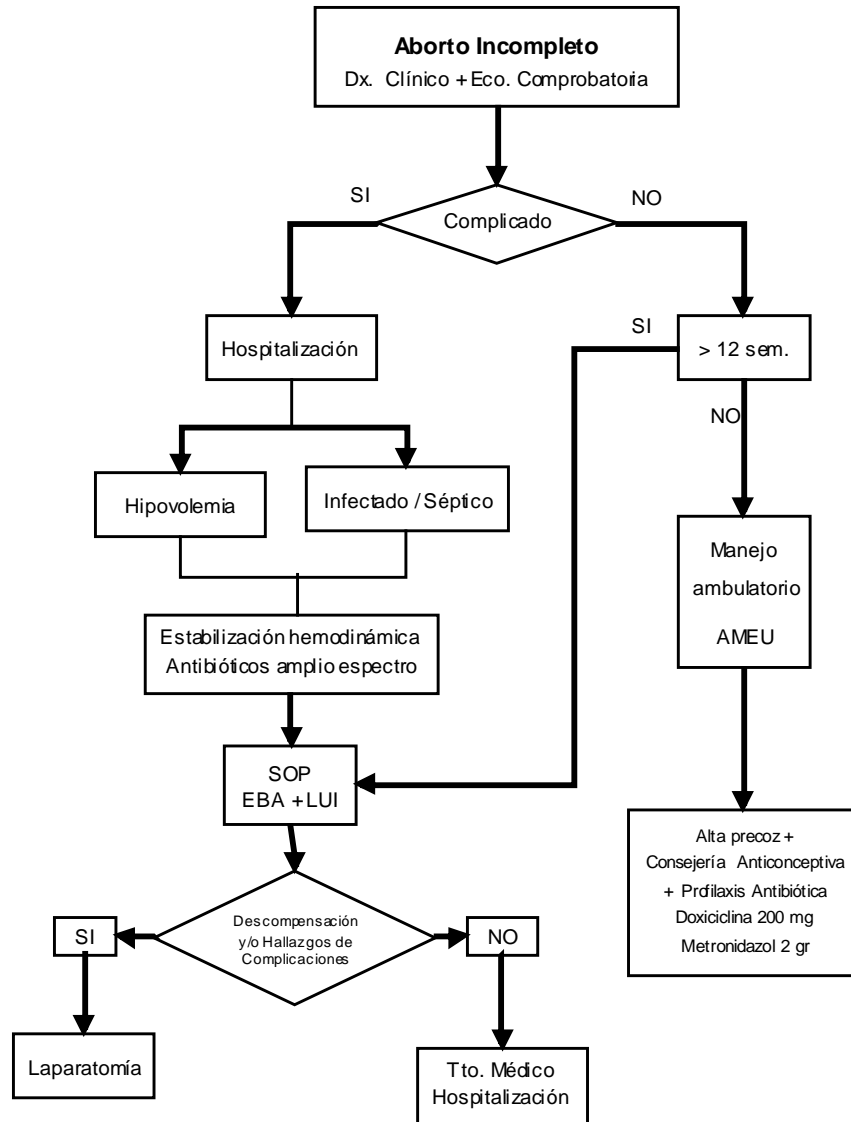 Aborto Incompleto
Dx. Clínico + Eco. Comprobatoria
SI
NO
Complicado
Hospitalización
SI
> 12 sem.
NO
Hipovolemia
Infectado / Séptico
Manejo
ambulatorio
AMEU
Estabilización hemodinámica
Antibióticos amplio espectro
SOP
EBA + LUI
Alta precoz +
Consejería Anticonceptiva
+ Profilaxis Antibiótica
Doxiciclina 200 mg
Metronidazol 2 gr
Descompensación
y/o Hallazgos de
Complicaciones
SI
NO
Laparatomía
Tto. Médico
Hospitalización